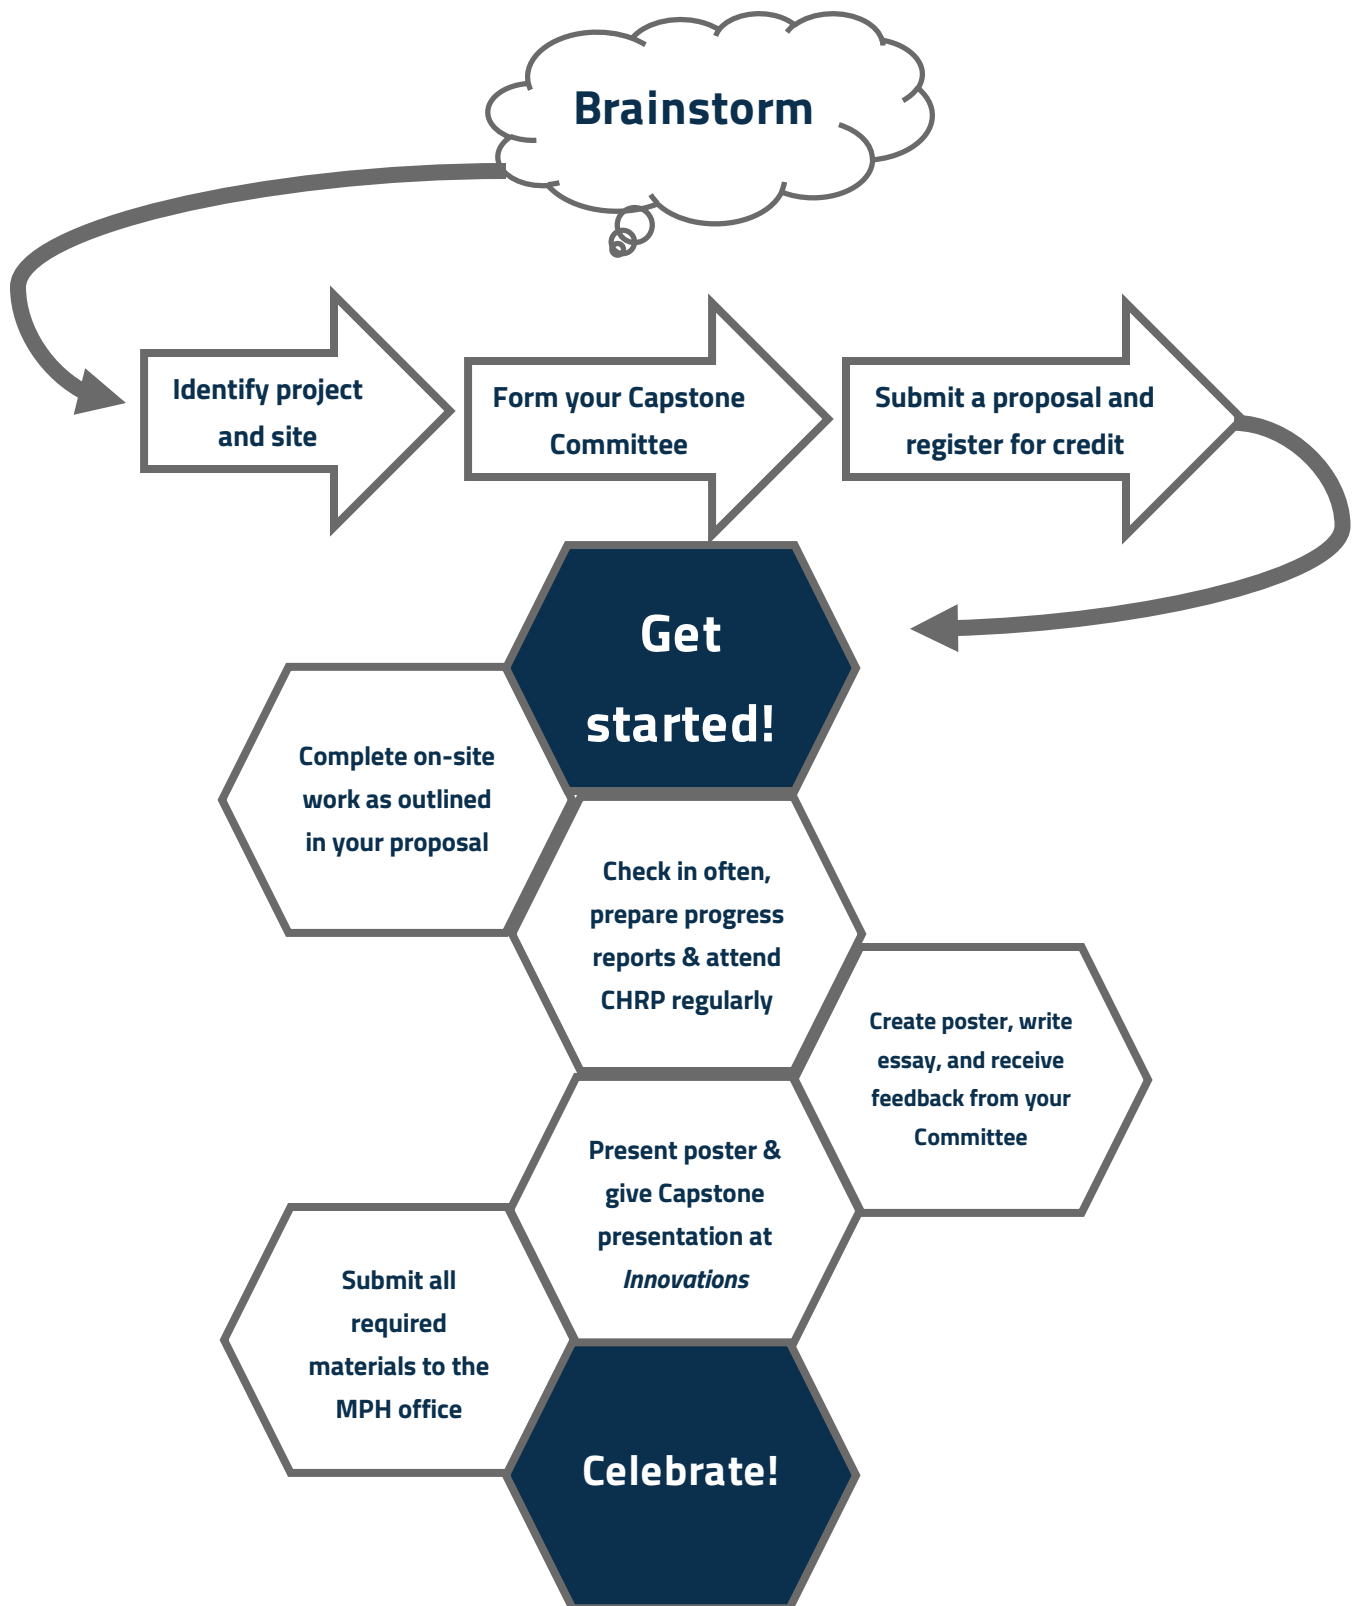 Brainstorm
Identify project
and site
Form your Capstone
Committee
Submit a proposal and
register for credit
Get
started!
Complete on-site
work as outlined
in your proposal
Check in often,
prepare progress
reports & attend
CHRP regularly
Create poster, write
essay, and receive
feedback from your
Committee
Present poster &
give Capstone
presentation at
Innovations
Submit all
required
materials to the
MPH office
Celebrate!